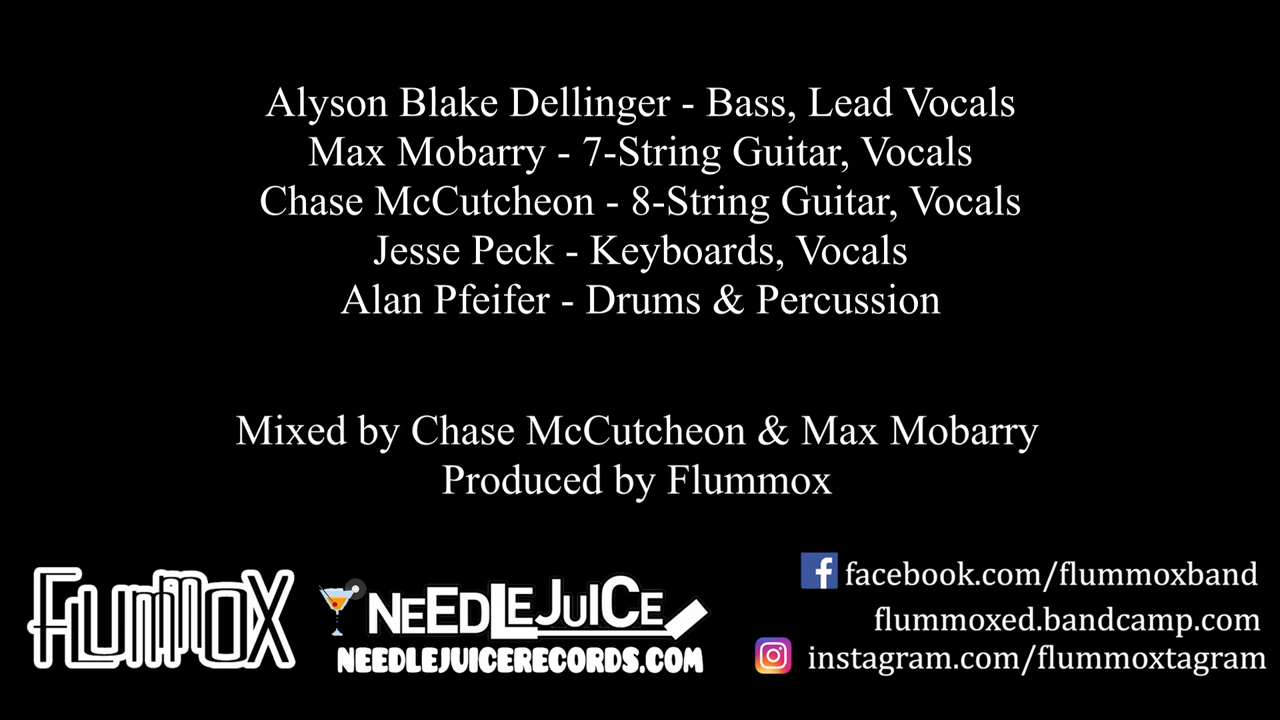 Alyson Blake Dellinger - Bass, Lead Vocals
Max Mobarry - 7-String Guitar, Vocals
Chase McCutcheon - 8-String Guitar, Vocals
Jesse Peck - Keyboards, Vocals
Alan Pfeifer - Drums & Percussion
Mixed by Chase McCutcheon & Max Mobarry
Produced by Flummox
FLUMMOX
NEEDLEJUICE
NEEDLEJUICERECORDS.COM
facebook.com/flummoxband
flummoxed.bandcamp.com
instagram.com/flummoxtagram